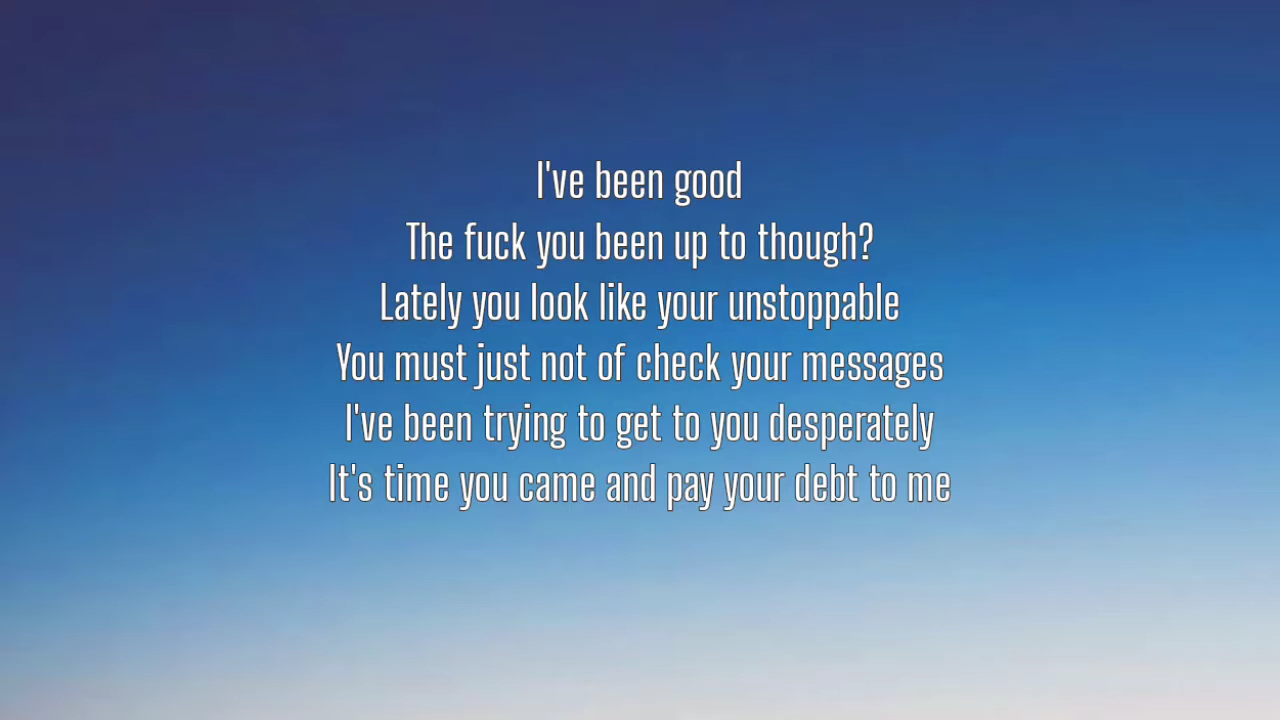 I've been good
The fuck you been up to though?
Lately you look like your unstoppable
You must just not of check your messages
I've been trying to get to you desperately
It's time you came and pay your debt to me